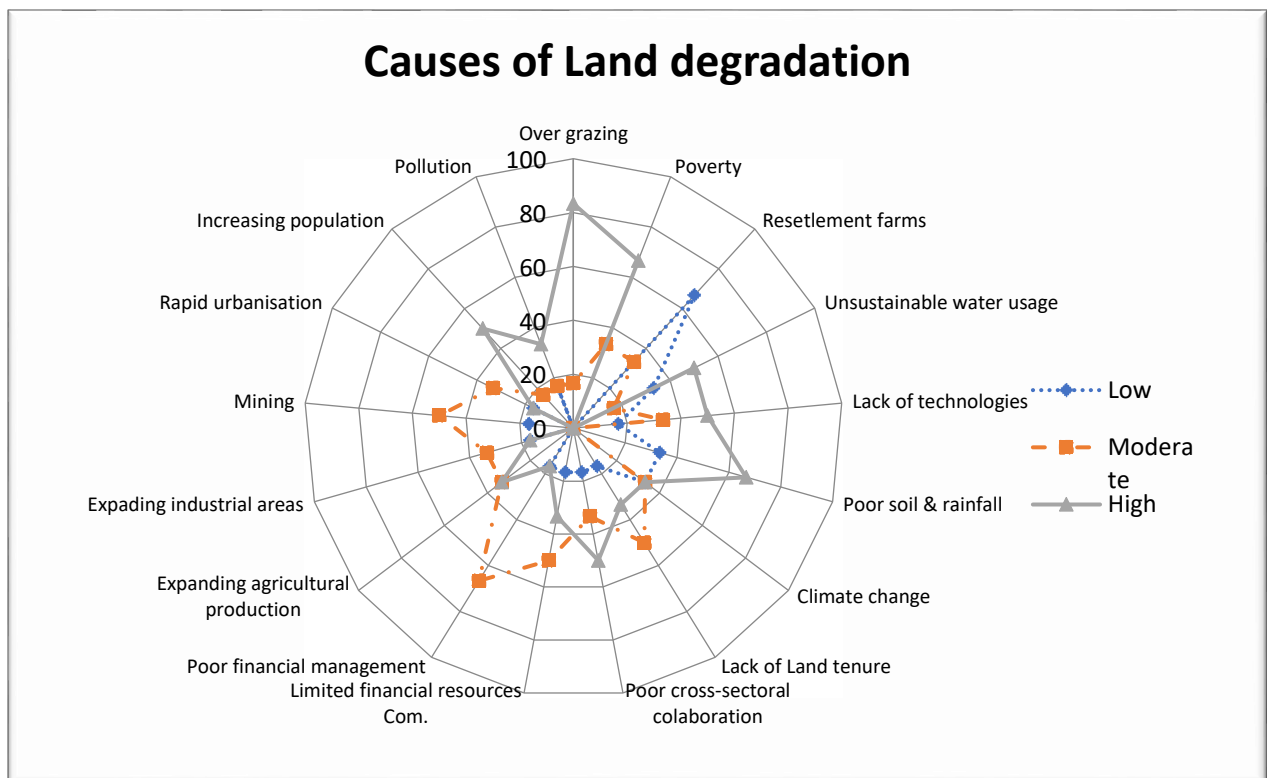 Causes of Land degradation
Over grazing
Poverty
Resetlement farms
Unsustainable water usage
Lack of technologies
Poor soil & rainfall
Climate change
Lack of Land tenure
Poor cross-sectoral
colaboration
Limited financial resources
Com.
Poor financial management
Expanding agricultural
production
Expading industrial areas
Mining
Rapid urbanisation
Increasing population
Pollution
100
80
60
40
20
0
Low
Modera
te
High